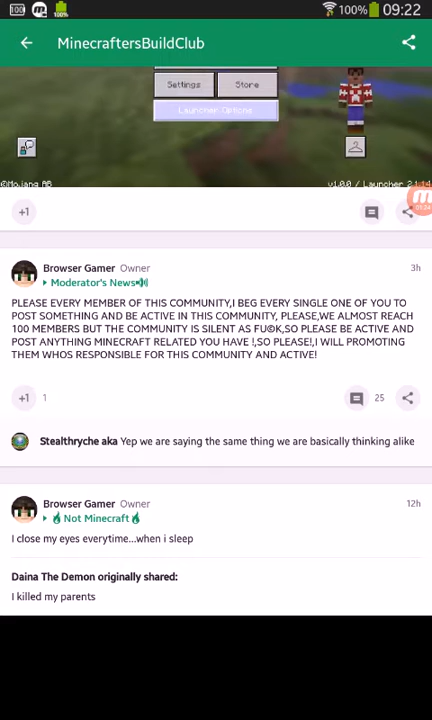 100 100% 100% 09:22
MinecraftersBuildClub
Settings Store
Launcher Options
©Mojang AB v1.0.0 / Launcher 2.1.14
+1
Browser Gamer Owner 3h
Moderator's News
PLEASE EVERY MEMBER OF THIS COMMUNITY,I BEG EVERY SINGLE ONE OF YOU TO
POST SOMETHING AND BE ACTIVE IN THIS COMMUNITY, PLEASE,WE ALMOST REACH
100 MEMBERS BUT THE COMMUNITY IS SILENT AS FU©K,SO PLEASE BE ACTIVE AND
POST ANYTHING MINECRAFT RELATED YOU HAVE !,SO PLEASE!,I WILL PROMOTING
THEM WHOS RESPONSIBLE FOR THIS COMMUNITY AND ACTIVE!
+1 1 25
Stealthryche aka Yep we are saying the same thing we are basically thinking alike
Browser Gamer Owner 12h
🔥Not Minecraft🔥
I close my eyes everytime...when i sleep
Daina The Demon originally shared:
I killed my parents